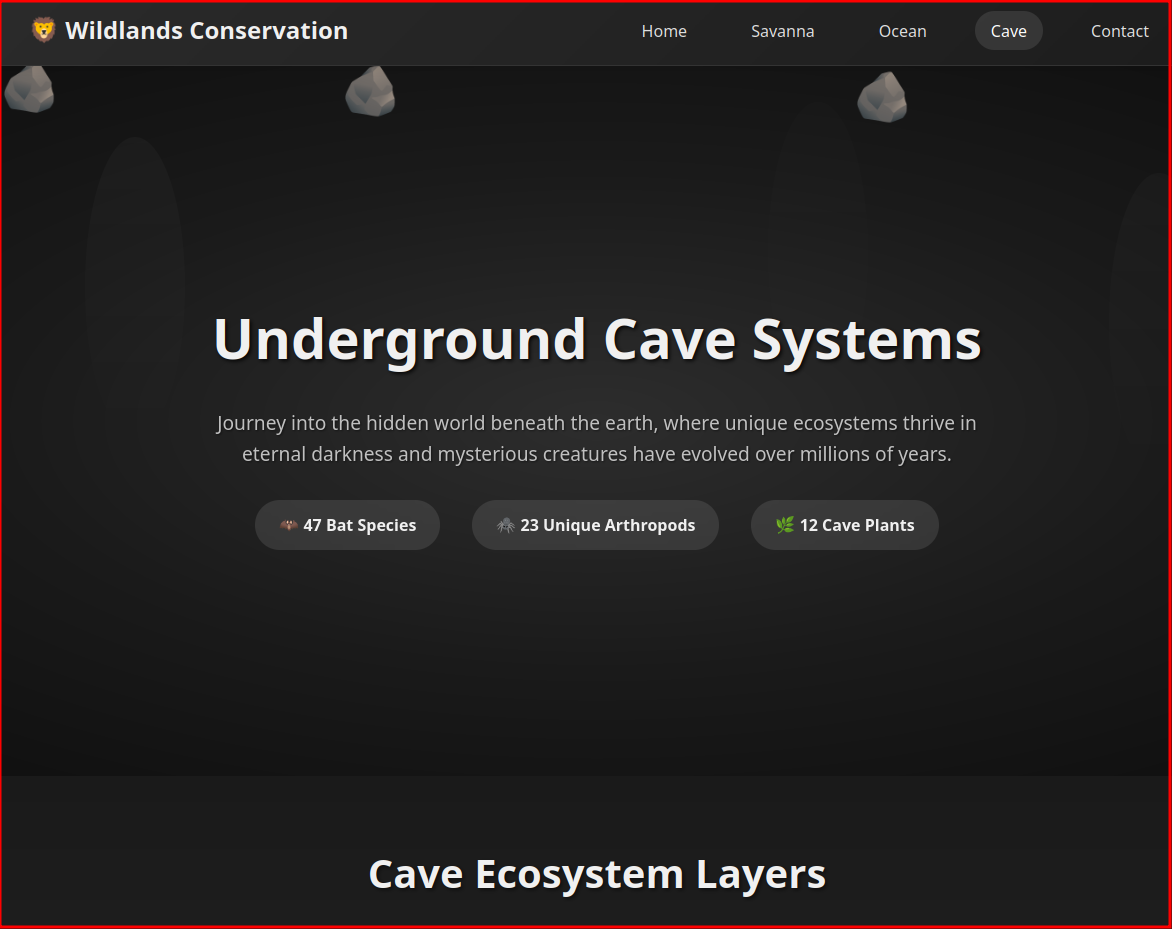 Wildlands Conservation
Home
Savanna
Ocean
Cave
Contact
Underground Cave Systems
Journey into the hidden world beneath the earth, where unique ecosystems thrive in
eternal darkness and mysterious creatures have evolved over millions of years.
47 Bat Species
23 Unique Arthropods
12 Cave Plants
Cave Ecosystem Layers